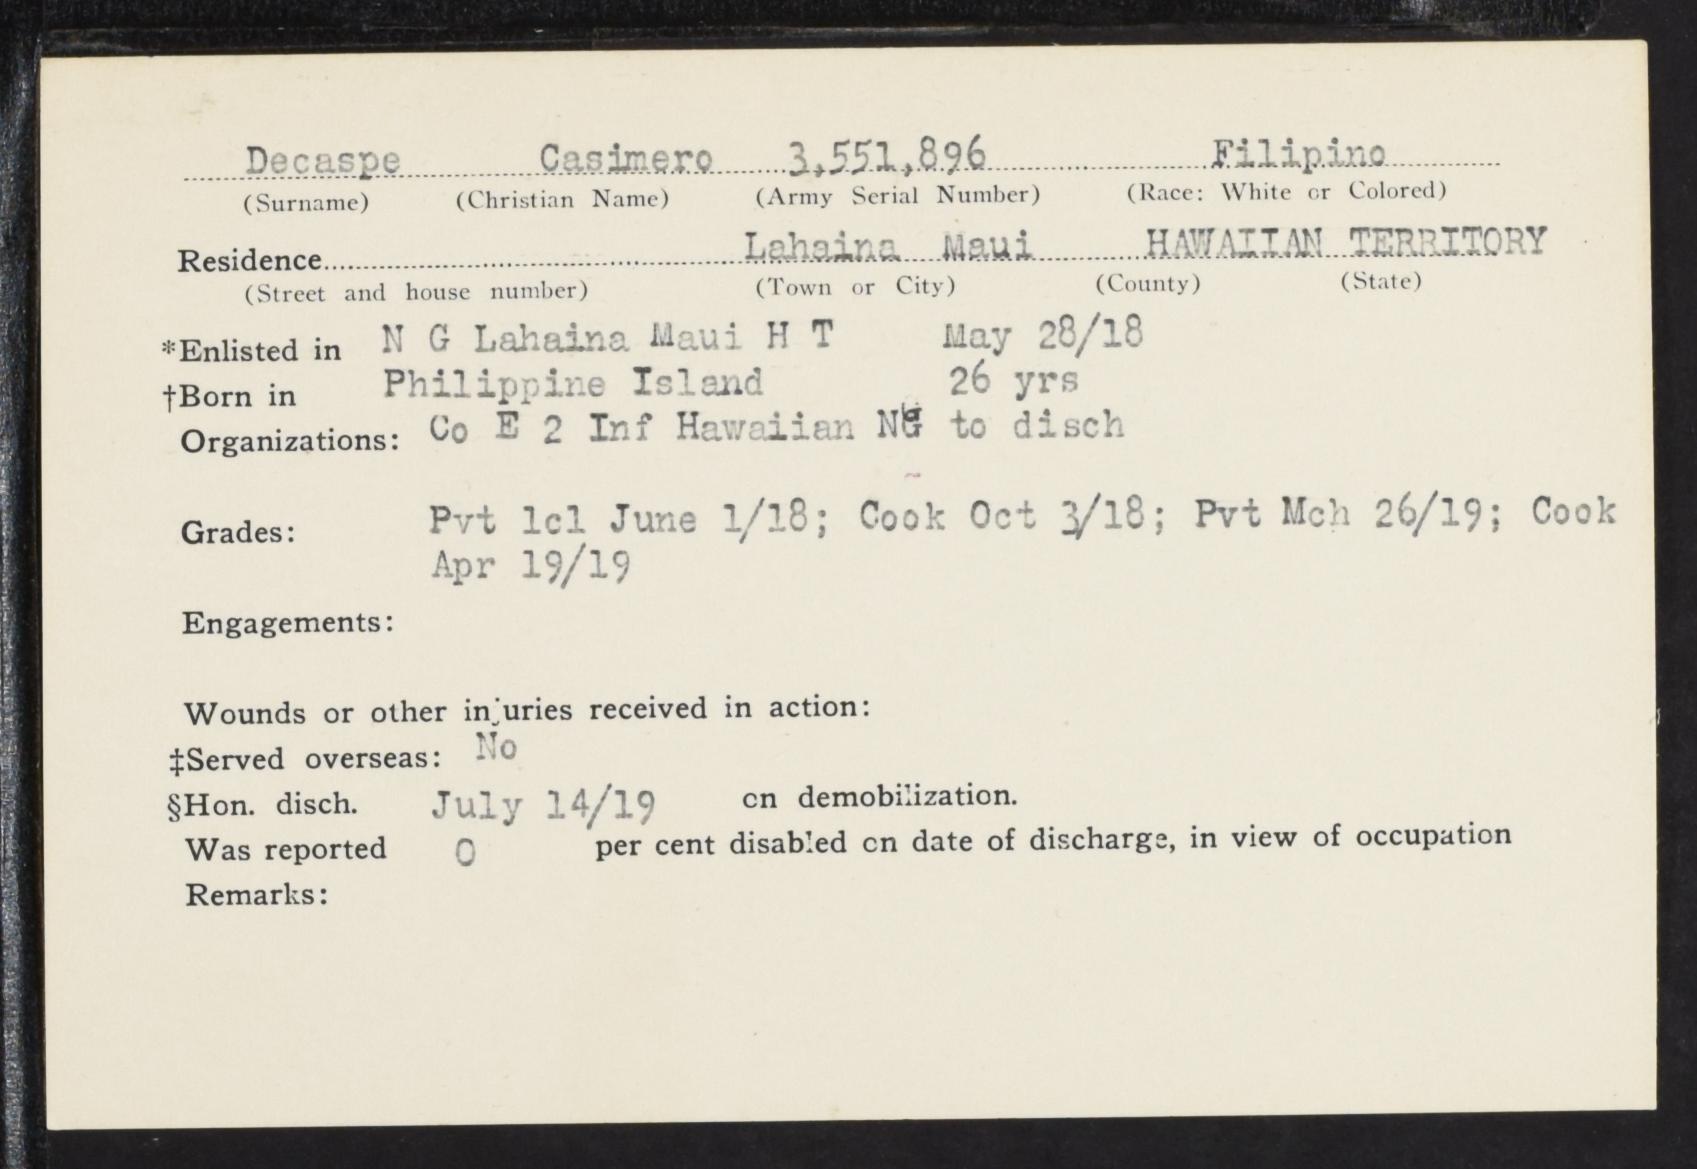 Decaspe Casimero 3,551,896 Filipino
(Surname) (Christian Name) (Army Serial Number) (Race: White or Colored)
Residence Lahaina Maui HAWAIIAN TERRITORY
(Street and house number) (Town or City) (County) (State)
*Enlisted in N G Lahaina Maui H T May 28/18
†Born in Philippine Island 26 yrs
Organizations: Co E 2 Inf Hawaiian NG to disch
Grades: Pvt 1cl June 1/18; Cook Oct 3/18; Pvt Mch 26/19; Cook
Apr 19/19
Engagements:
Wounds or other injuries received in action:
‡Served overseas: No
§Hon. disch. July 14/19 on demobilization.
Was reported 0 per cent disabled on date of discharge, in view of occupation
Remarks: